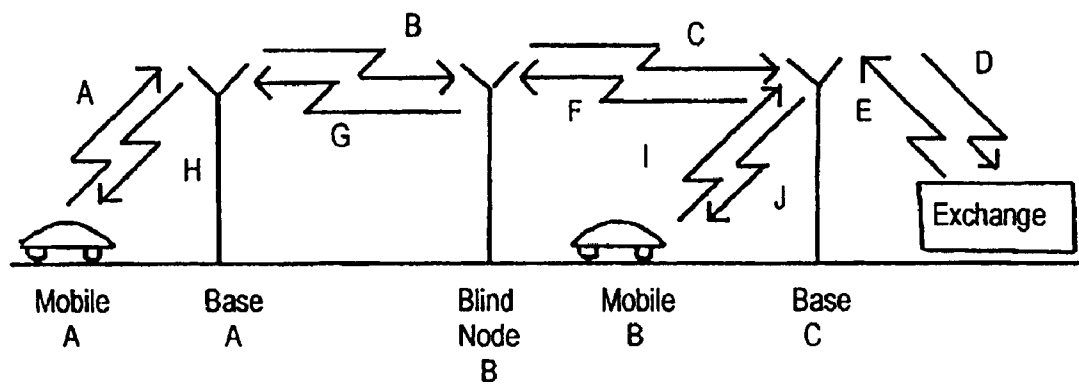 B
C
A
D
G
F
E
H
I
J
Exchange
Mobile Base Blind Mobile Base
A A Node B C
B